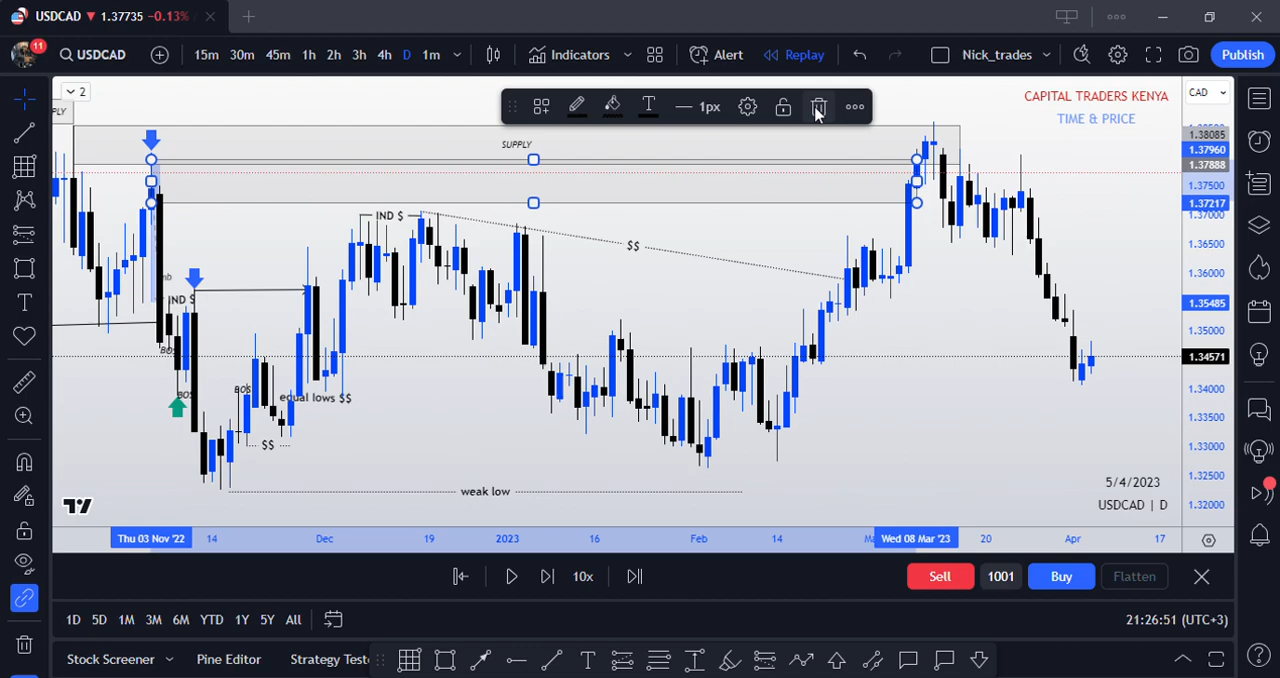 USDCAD 1.37735 -0.13%
11
USDCAD 15m 30m 45m 1h 2h 3h 4h D 1m Indicators Alert Replay Nick_trades Publish
2
PLY
1px
CAPITAL TRADERS KENYA
TIME & PRICE
CAD
SUPPLY
1.38085
1.37960
1.37888
1.37500
1.37217
1.37000
1.36500
1.36000
1.35485
1.35000
1.34571
1.34000
1.33500
1.33000
1.32500
1.32000
IND $
$$
IND $
BOS
BOS
BOS
equal lows $$
$$
weak low
5/4/2023
USDCAD | D
Thu 03 Nov '22 14 Dec 19 2023 16 Feb 14 Wed 08 Mar '23 20 Apr 17
10x Sell 1001 Buy Flatten
1D 5D 1M 3M 6M YTD 1Y 5Y All 21:26:51 (UTC+3)
Stock Screener Pine Editor Strategy Teste